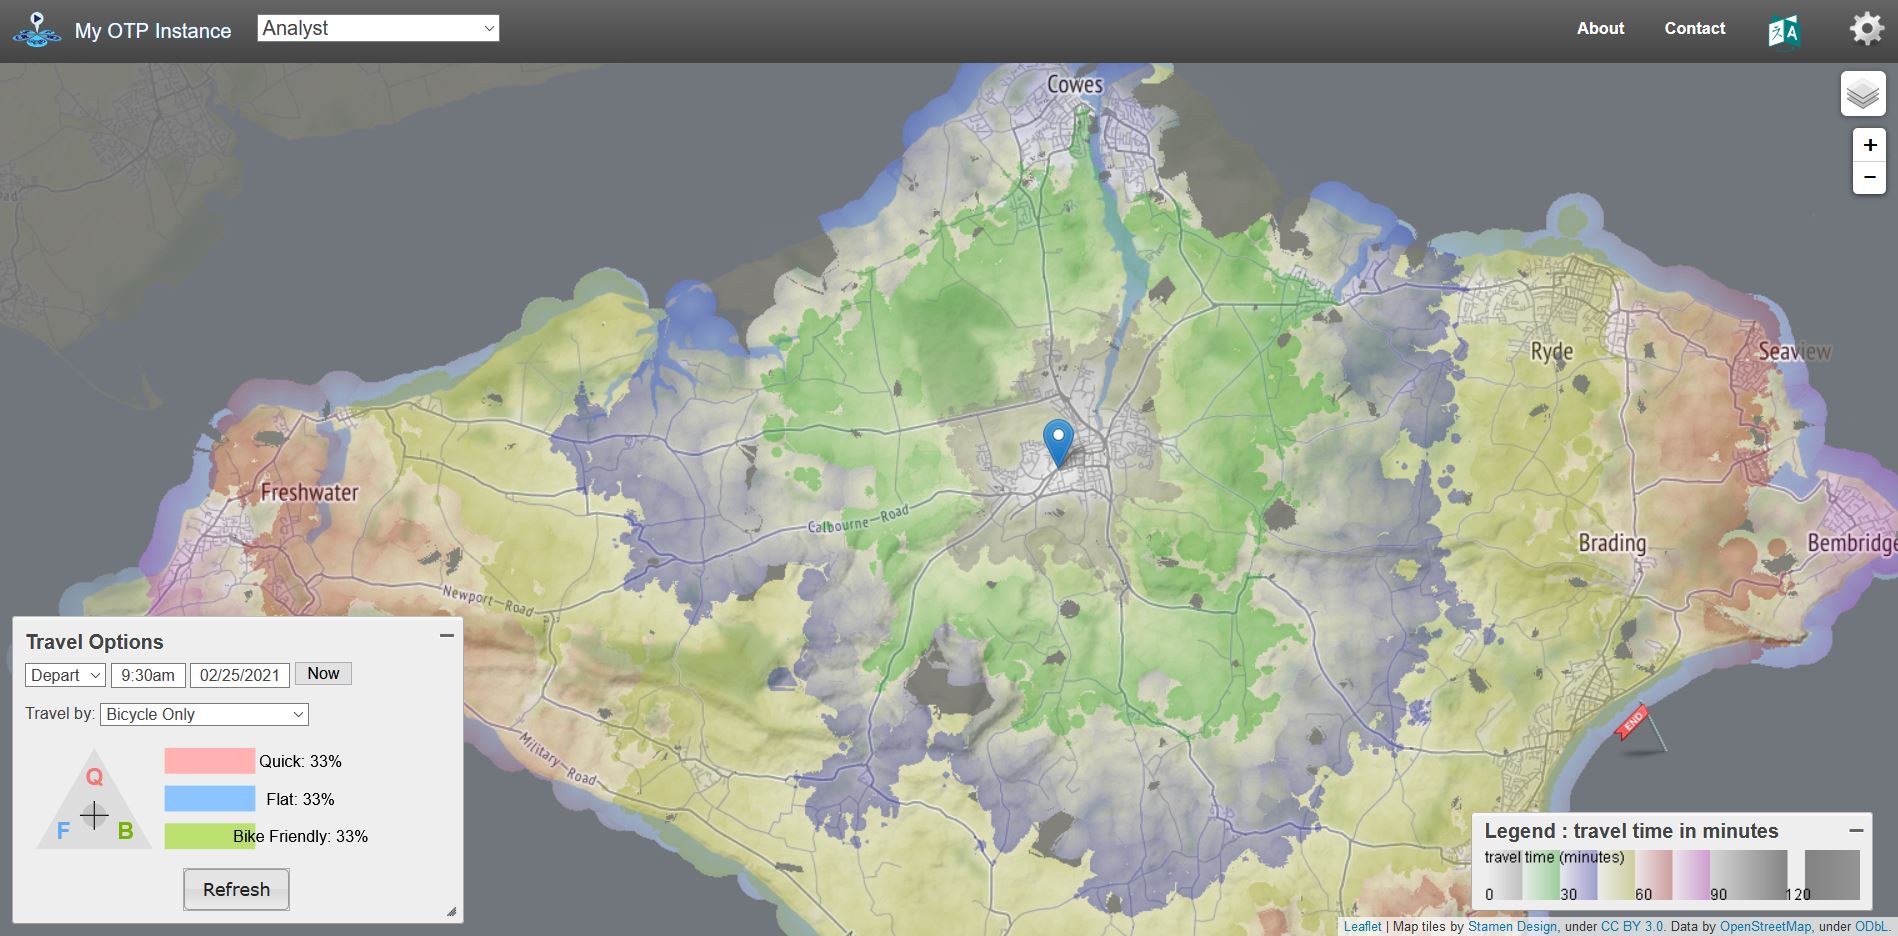 My OTP Instance
Analyst
About
Contact
A
+
−
Cowes
Ryde
Seaview
Freshwater
Calbourne-Road
Brading
Bembridge
Newport-Road
Military-Road
END
Travel Options
Depart
9:30am
02/25/2021
Now
Travel by:
Bicycle Only
Q
F
B
Quick: 33%
Flat: 33%
Bike Friendly: 33%
Refresh
Legend : travel time in minutes
travel time (minutes)
0 30 60 90 120
Leaflet | Map tiles by Stamen Design, under CC BY 3.0. Data by OpenStreetMap, under ODbL.